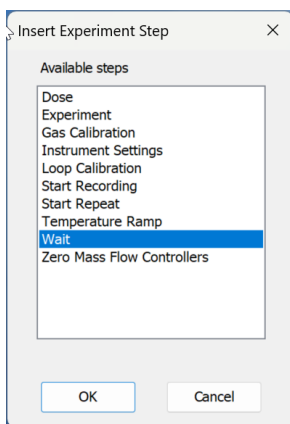 Insert Experiment Step
Available steps
Dose
Experiment
Gas Calibration
Instrument Settings
Loop Calibration
Start Recording
Start Repeat
Temperature Ramp
Wait
Zero Mass Flow Controllers
OK
Cancel